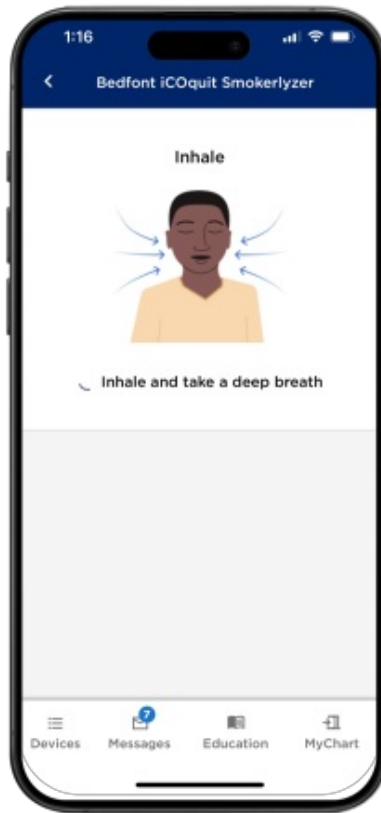 1:16
Bedfont iCOquit Smokerlyzer
Inhale
Inhale and take a deep breath
7
Devices Messages Education MyChart